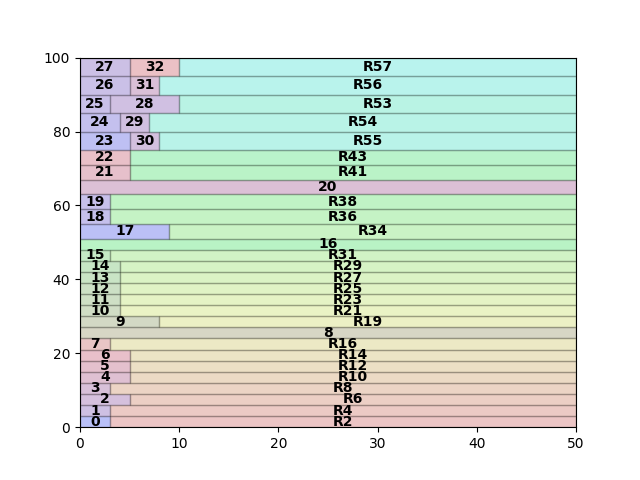 100
27 32 R57
26 31 R56
25 28 R53
24 29 R54
80
23 30 R55
22 R43
21 R41
20
60
19 R38
18 R36
17 R34
16
15 R31
14 R29
40
13 R27
12 R25
11 R23
10 R21
9 R19
8
20
7 R16
6 R14
5 R12
4 R10
3 R8
2 R6
1 R4
0 R2
0
0 10 20 30 40 50